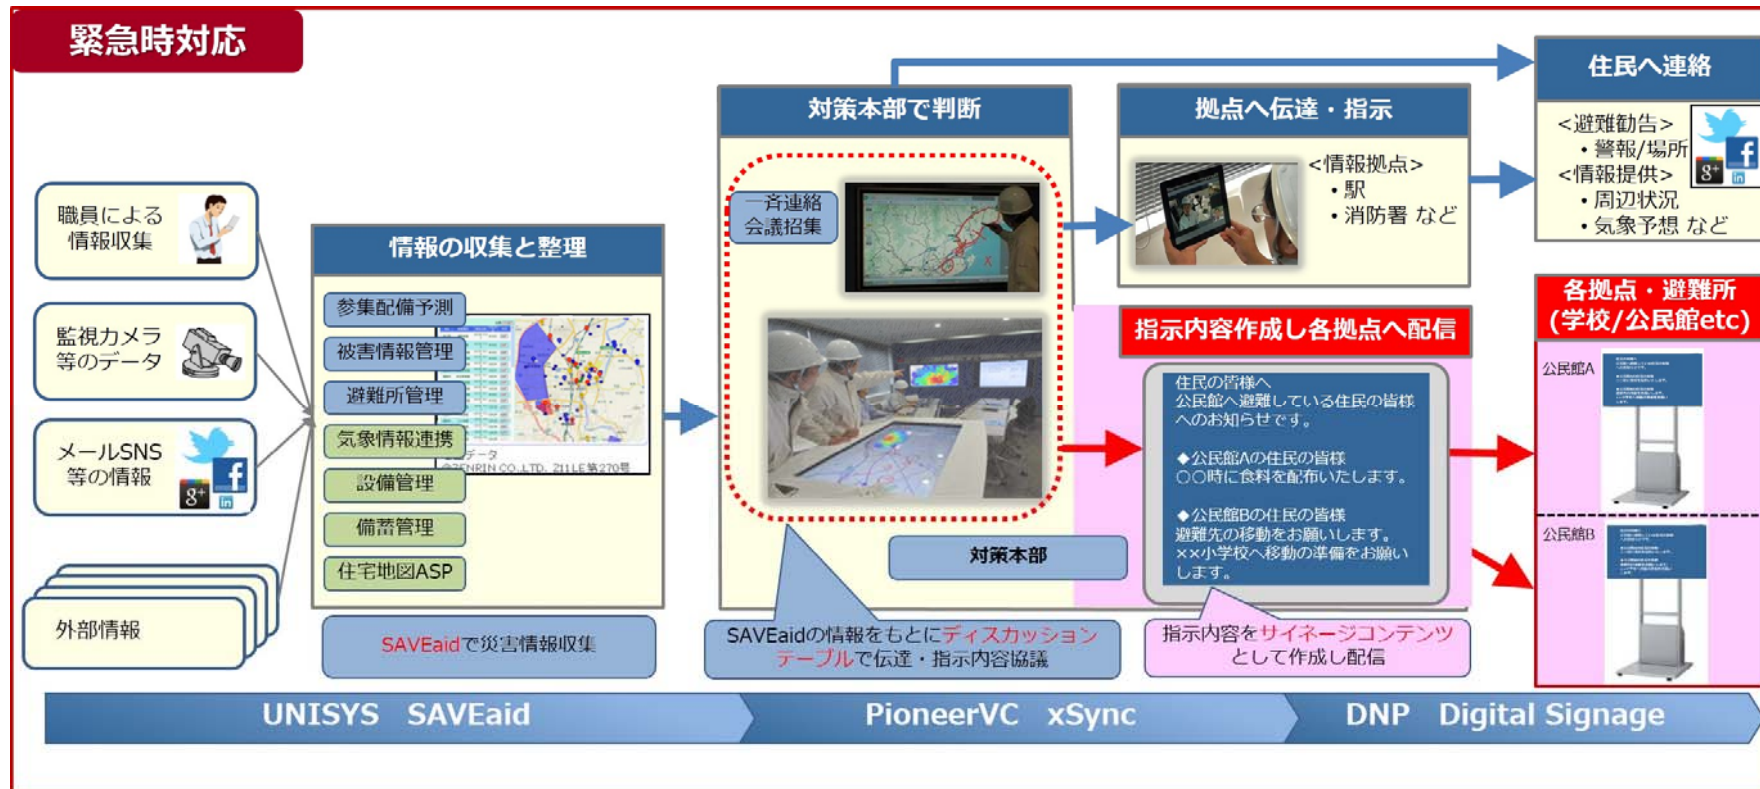 緊急時対応
職員による
情報収集
監視カメラ
等のデータ
メールSNS
等の情報
外部情報
情報の収集と整理
参集配備予測
被害情報管理
避難所管理
気象情報連携
設備管理
備蓄管理
住宅地図ASP
データ
©ZENRIN CO.,LTD. Z11LE第270号
SAVEaidで災害情報収集
対策本部で判断
一斉連絡
会議招集
対策本部
SAVEaidの情報をもとにディスカッション
テーブルで伝達・指示内容協議
拠点へ伝達・指示
<情報拠点>
・駅
・消防署 など
指示内容作成し各拠点へ配信
住民の皆様へ
公民館へ避難している住民の皆様
へのお知らせです。
◆公民館Aの住民の皆様
○○時に食料を配布いたします。
◆公民館Bの住民の皆様
避難先の移動をお願いします。
××小学校へ移動の準備をお願い
します。
指示内容をサイネージコンテンツ
として作成し配信
住民へ連絡
<避難勧告>
・警報/場所
<情報提供>
・周辺状況
・気象予想 など
各拠点・避難所
(学校/公民館etc)
公民館A
公民館B
UNISYS SAVEaid
PioneerVC xSync
DNP Digital Signage